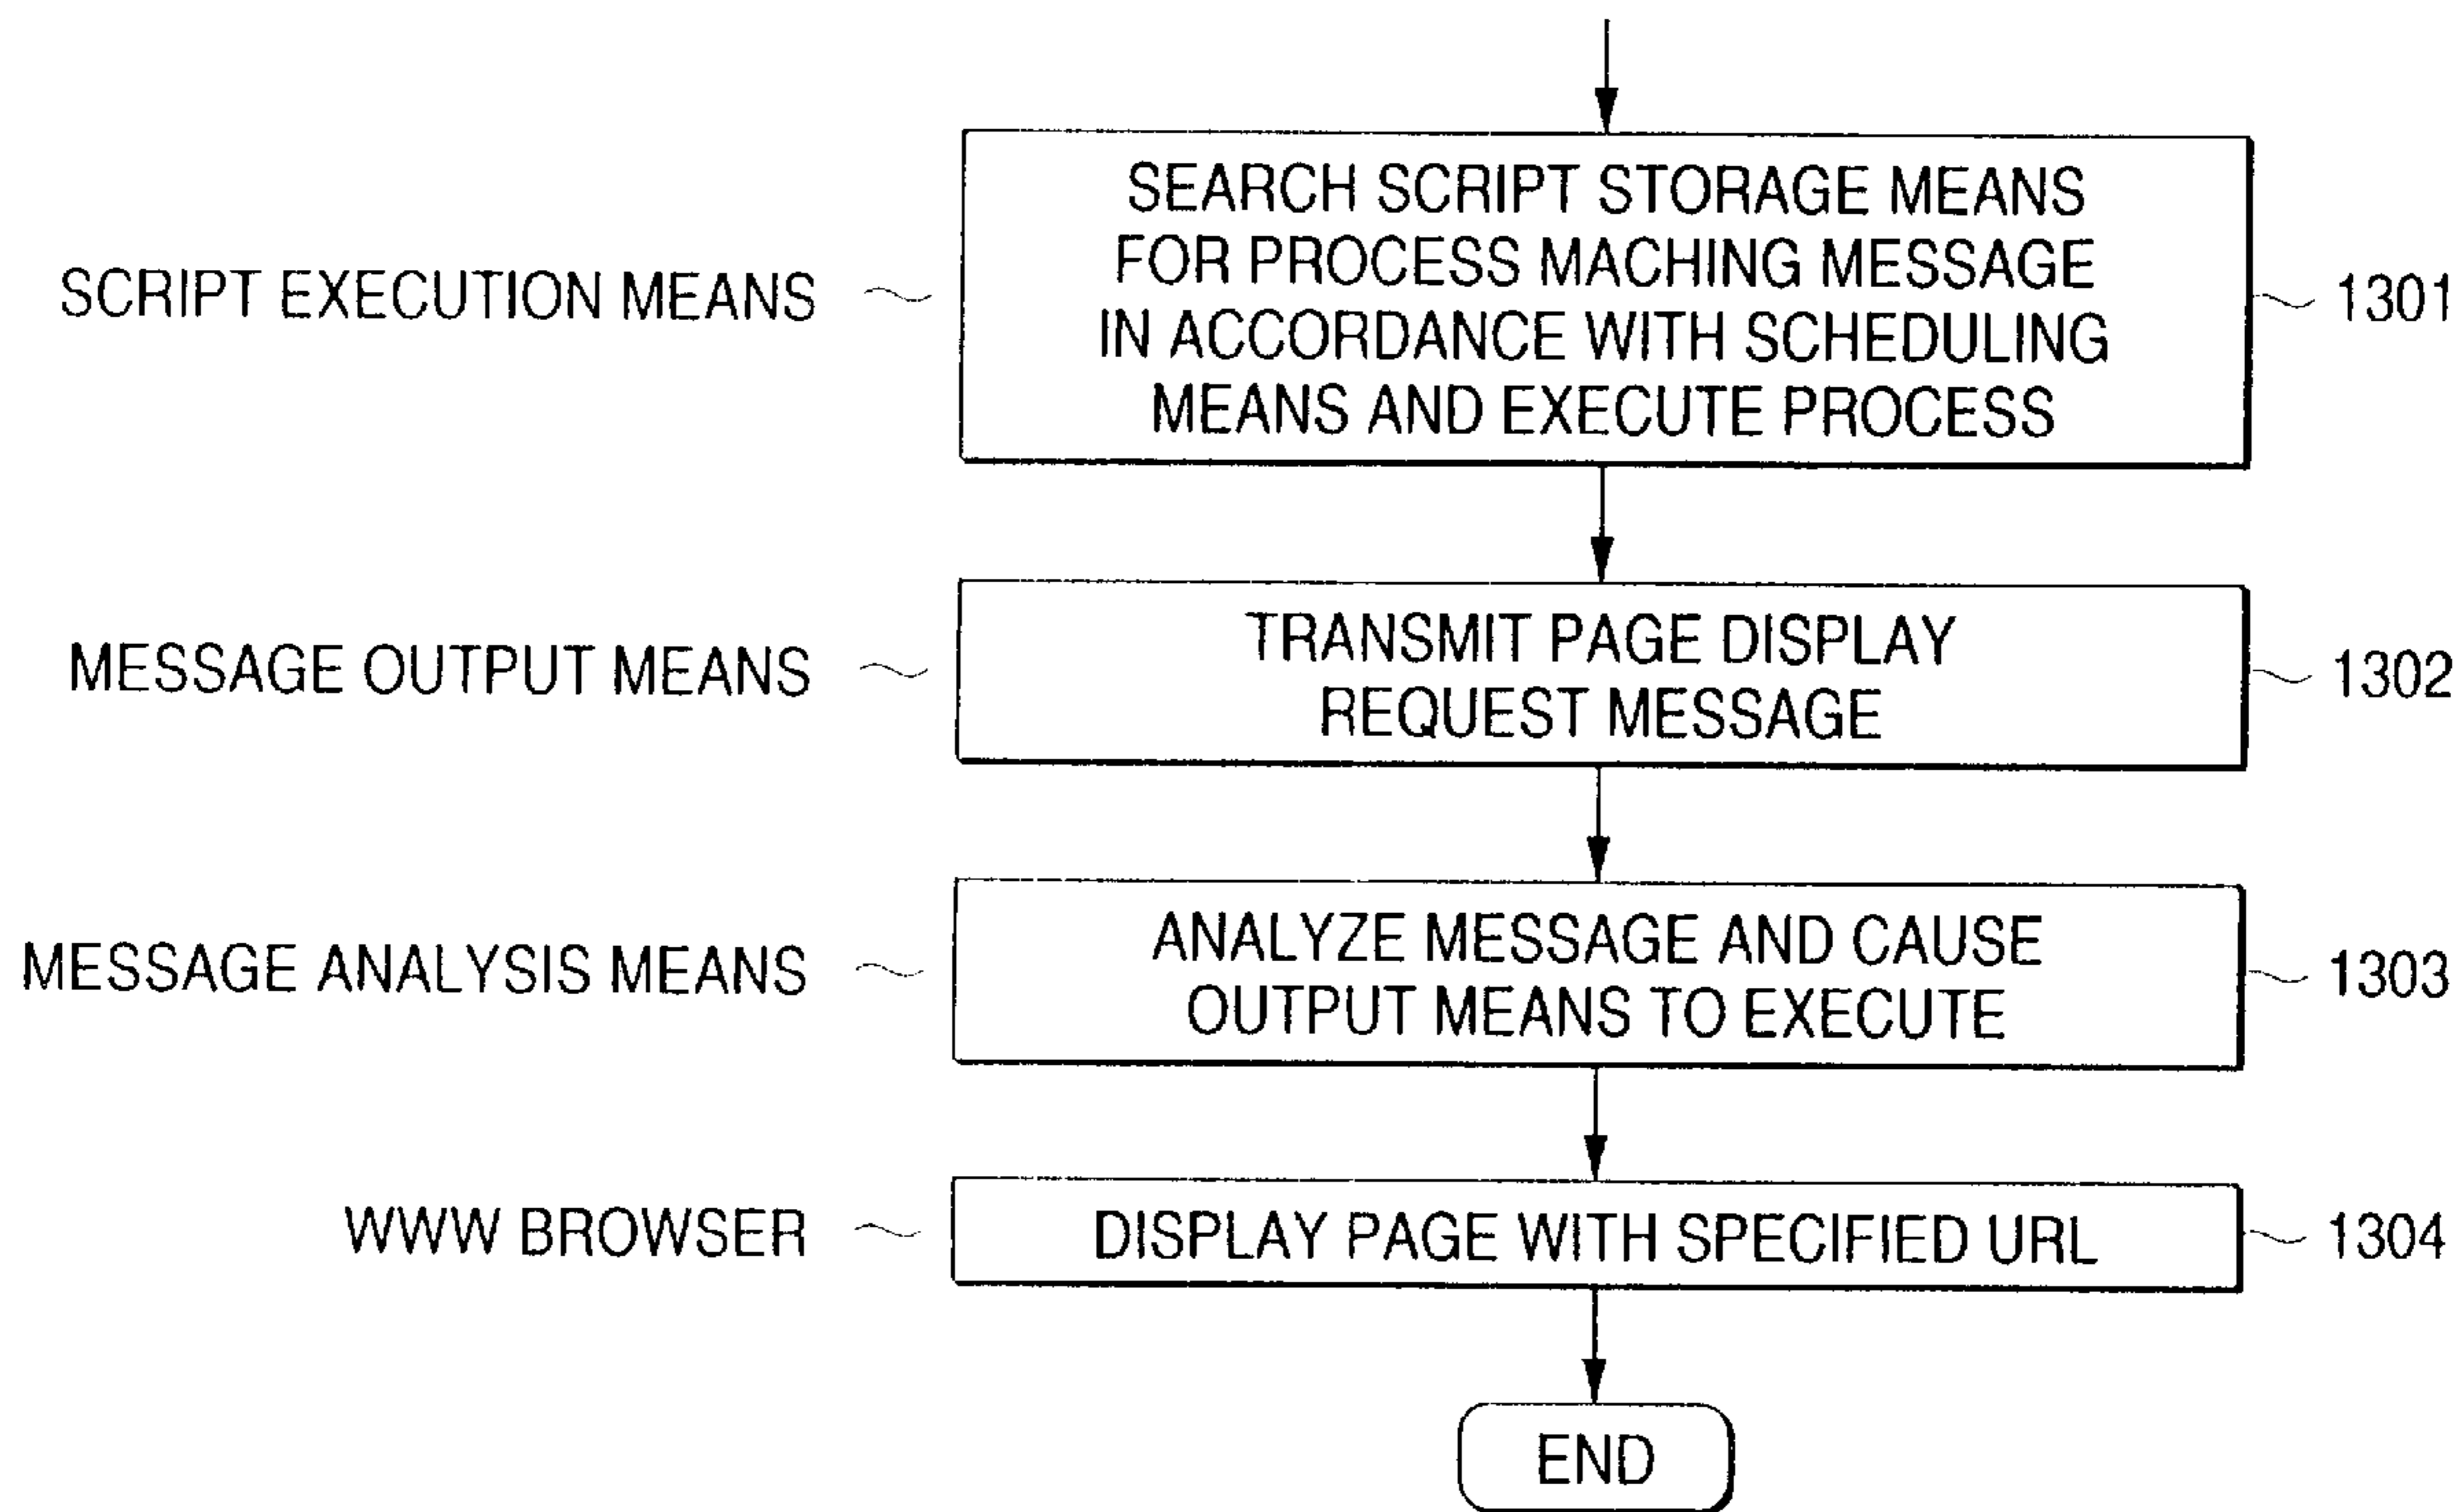 SCRIPT EXECUTION MEANS
SEARCH SCRIPT STORAGE MEANS
FOR PROCESS MACHING MESSAGE
IN ACCORDANCE WITH SCHEDULING
MEANS AND EXECUTE PROCESS
1301
MESSAGE OUTPUT MEANS
TRANSMIT PAGE DISPLAY
REQUEST MESSAGE
1302
MESSAGE ANALYSIS MEANS
ANALYZE MESSAGE AND CAUSE
OUTPUT MEANS TO EXECUTE
1303
WWW BROWSER
DISPLAY PAGE WITH SPECIFIED URL
1304
END